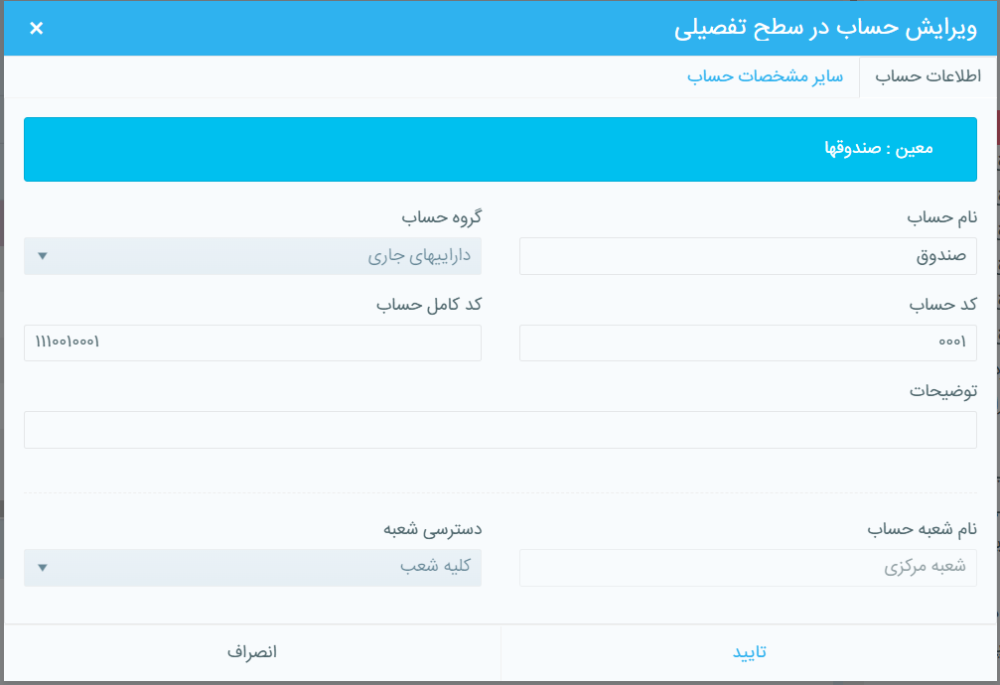 ویرایش حساب در سطح تفصیلی ×
اطلاعات حساب سایر مشخصات حساب
معین : صندوقها
نام حساب گروه حساب
صندوق داراییهای جاری ▼
کد حساب کد کامل حساب
۰۰۰۱ ۱۱۱۰۰۱۰۰۰۱
توضیحات
نام شعبه حساب دسترسی شعبه
شعبه مرکزی کلیه شعب ▼
تایید انصراف